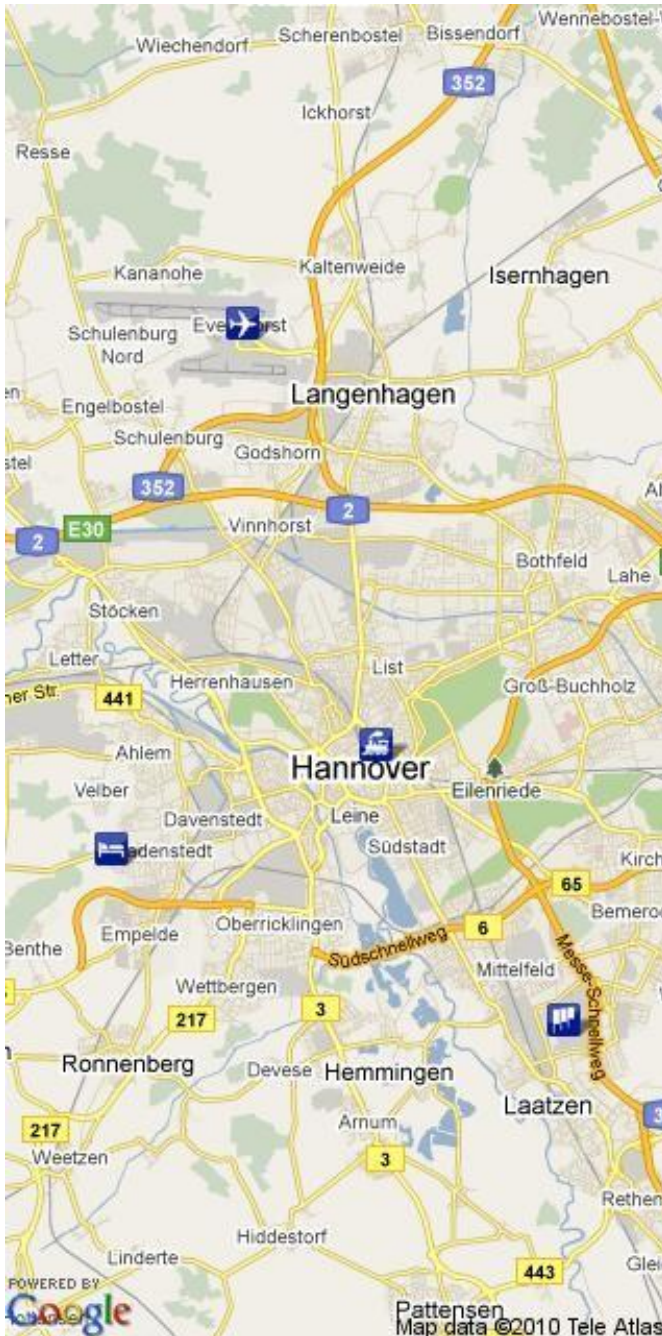 Wennebostel-
Wiechendorf
Scherenbostel
Bissendorf
352
Ickhorst
Resse
Kananohe
Kaltenweide
Isernhagen
Schulenburg
Nord
Langenhagen
Engelbostel
Schulenburg
Godshorn
352
2
E30
2
Vinnhorst
Bothfeld
Lahe
Stöcken
Letter
List
Herrenhausen
Groß-Buchholz
441
Ahlem
Hannover
Velber
Eilenriede
Davenstedt
Leine
Südstadt
65
Oberricklingen
6
Empelde
Benthe
Südschnellweg
Mittelfeld
Messe-Schnellweg
Wettbergen
3
217
Ronnenberg
Devese
Hemmingen
Laatzen
217
Arnum
Weetzen
3
Hiddestorf
Linderte
443
POWERED BY
Google
Pattensen
Map data ©2010 Tele Atlas